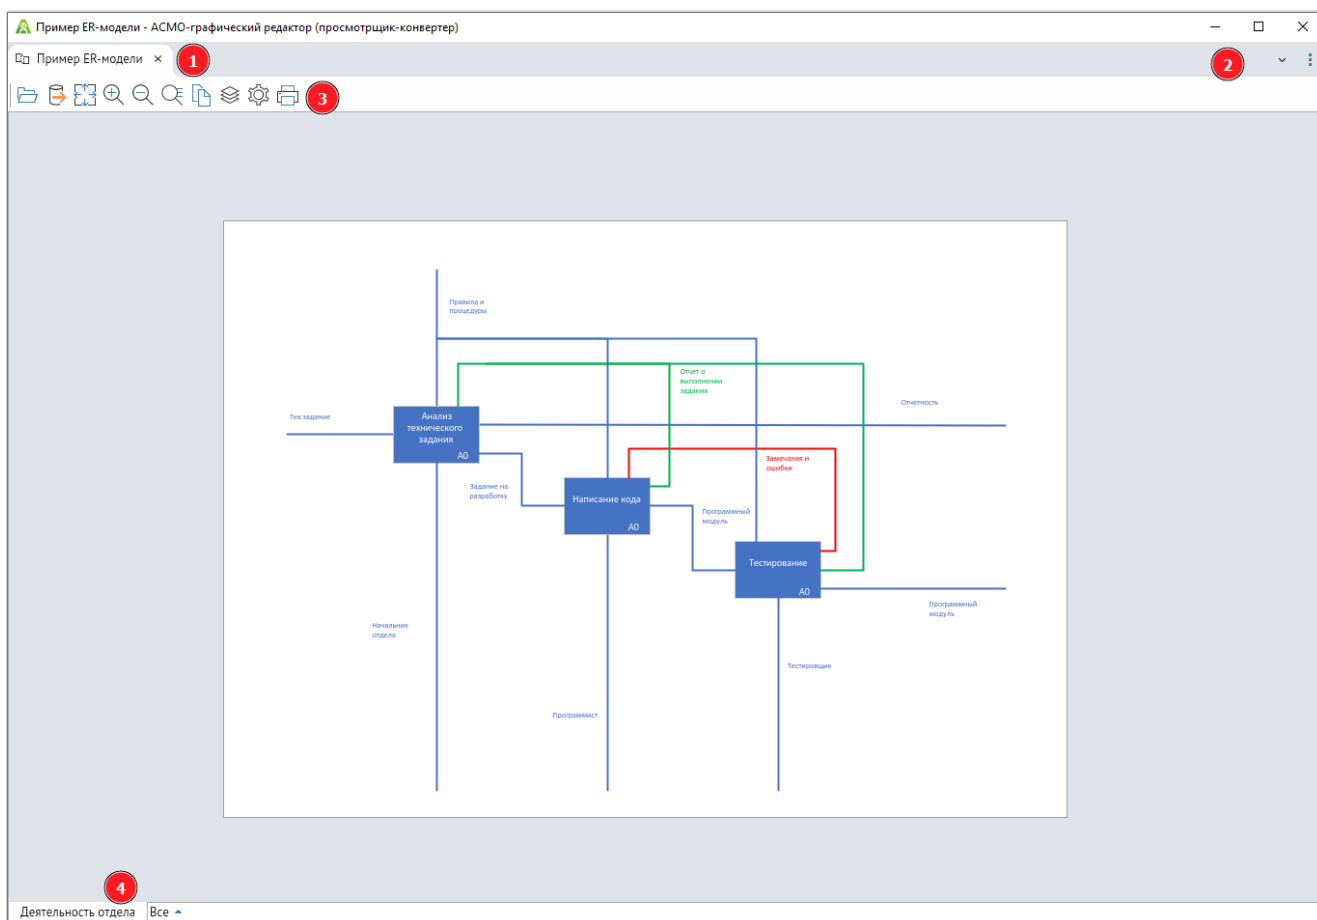 Пример ER-модели - АСМО-графический редактор (просмотрщик-конвертер)
Пример ER-модели
1
2
3
Правила и
процедуры
Отчет о
выполнении
задания
Отчетность
Тех.задание
Анализ
технического
задания
A0
Замечания и
ошибки
Задание на
разработку
Написание кода
A0
Программный
модуль
Тестирование
A0
Программный
модуль
Начальник
отдела
Тестировщик
Программист
4
Деятельность отдела
Все